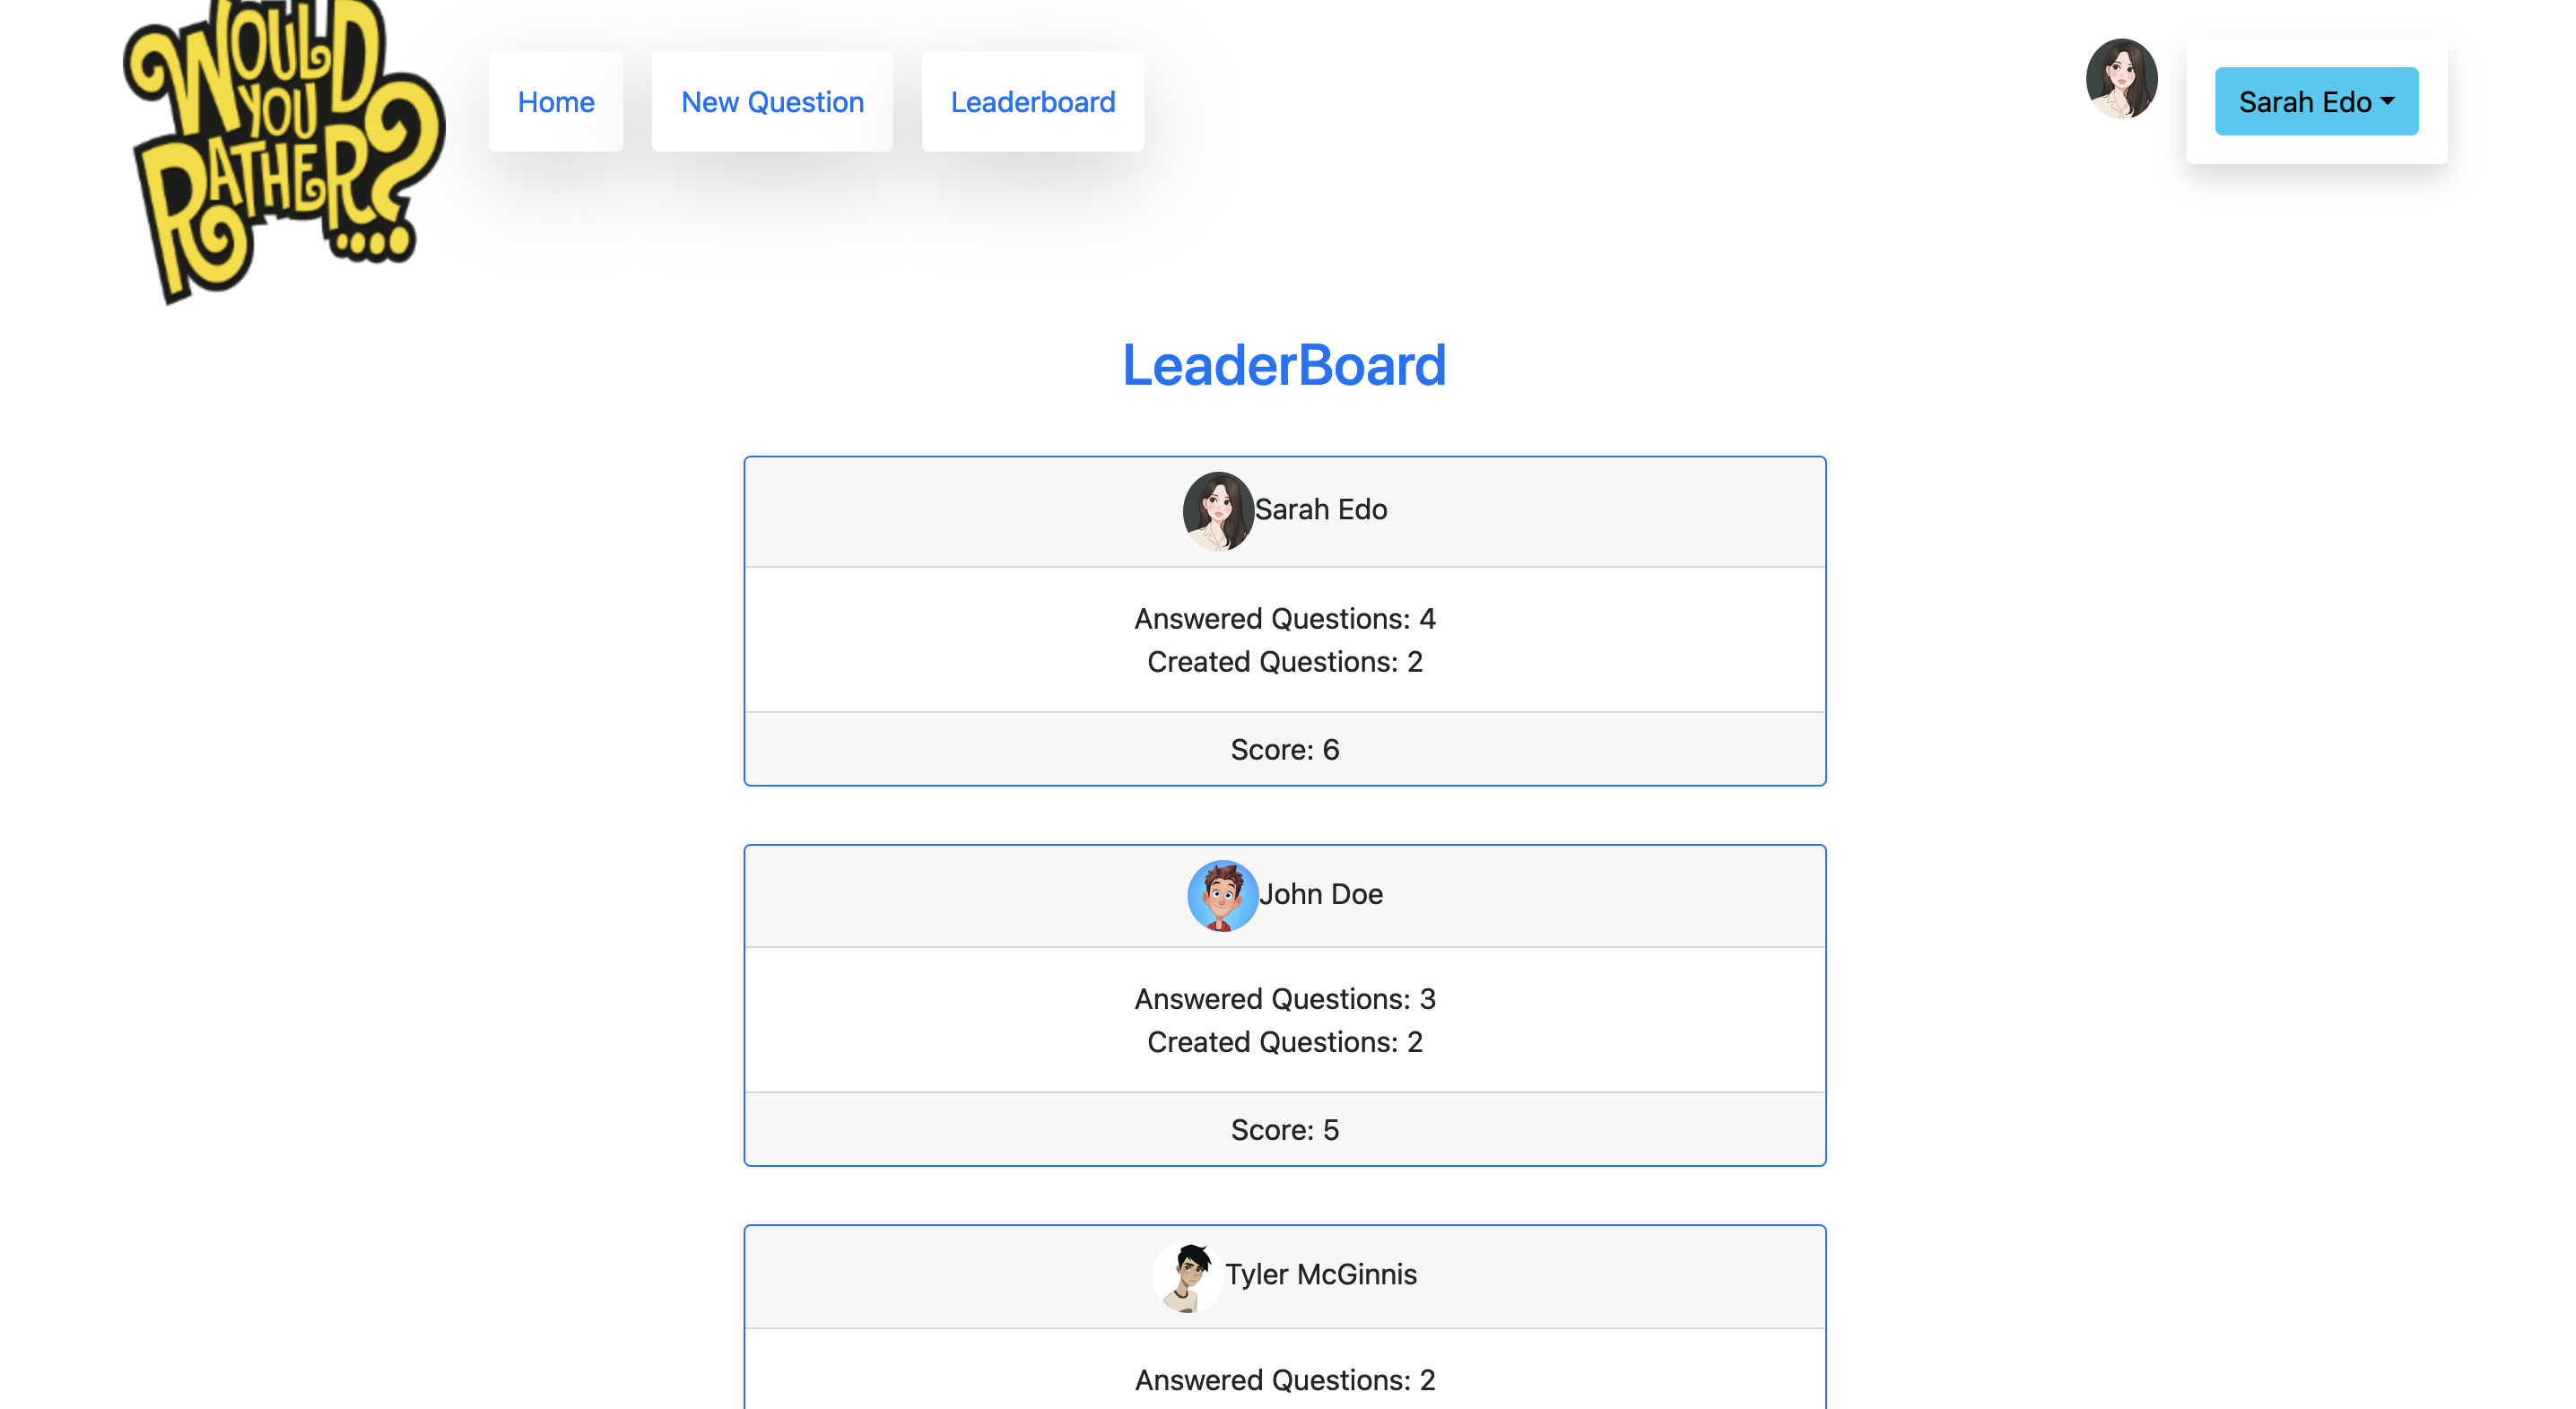 WOULD
YOU
RATHER?
Home
New Question
Leaderboard
Sarah Edo
LeaderBoard
Sarah Edo
Answered Questions: 4
Created Questions: 2
Score: 6
John Doe
Answered Questions: 3
Created Questions: 2
Score: 5
Tyler McGinnis
Answered Questions: 2